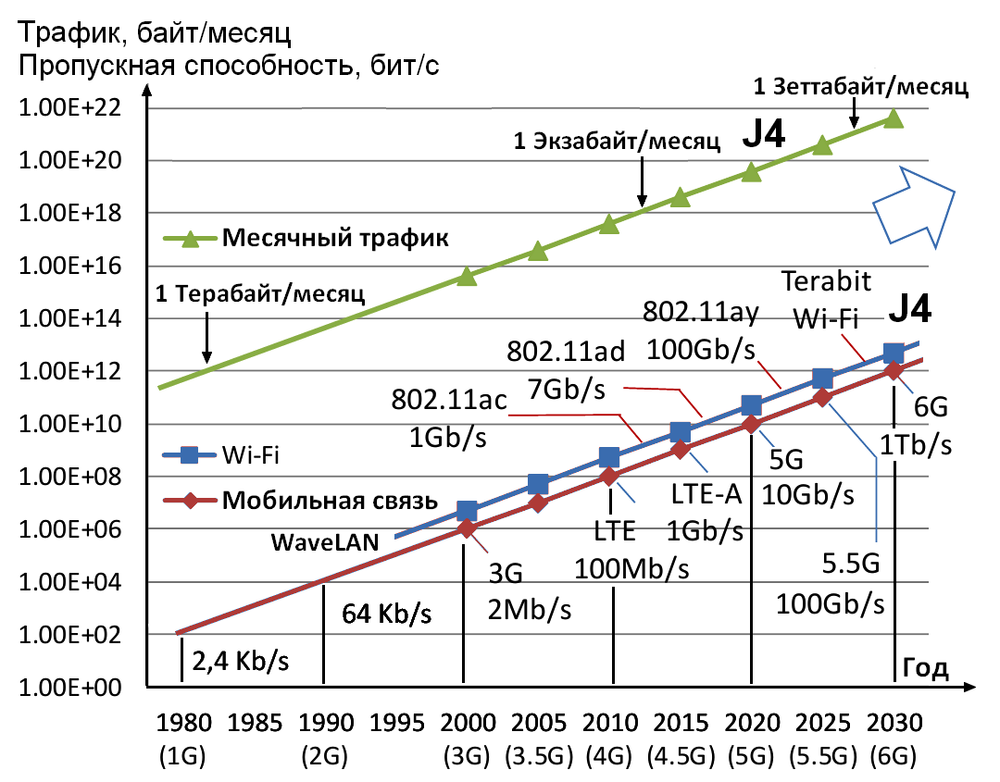 Трафик, байт/месяц
Пропускная способность, бит/с
1 Зеттабайт/месяц
1.00E+22
J4
1 Экзабайт/месяц
1.00E+20
1.00E+18
Месячный трафик
1.00E+16
1 Терабайт/месяц
Terabit
Wi-Fi
J4
802.11ay
100Gb/s
1.00E+14
802.11ad
7Gb/s
1.00E+12
802.11ac
1Gb/s
6G
1Tb/s
1.00E+10
Wi-Fi
5G
10Gb/s
1.00E+08
Мобильная связь
LTE-A
1Gb/s
1.00E+06
WaveLAN
LTE
100Mb/s
5.5G
100Gb/s
3G
2Mb/s
1.00E+04
64 Kb/s
1.00E+02
2,4 Kb/s
Год
1.00E+00
1980 1985 1990 1995 2000 2005 2010 2015 2020 2025 2030
(1G) (2G) (3G) (3.5G) (4G) (4.5G) (5G) (5.5G) (6G)